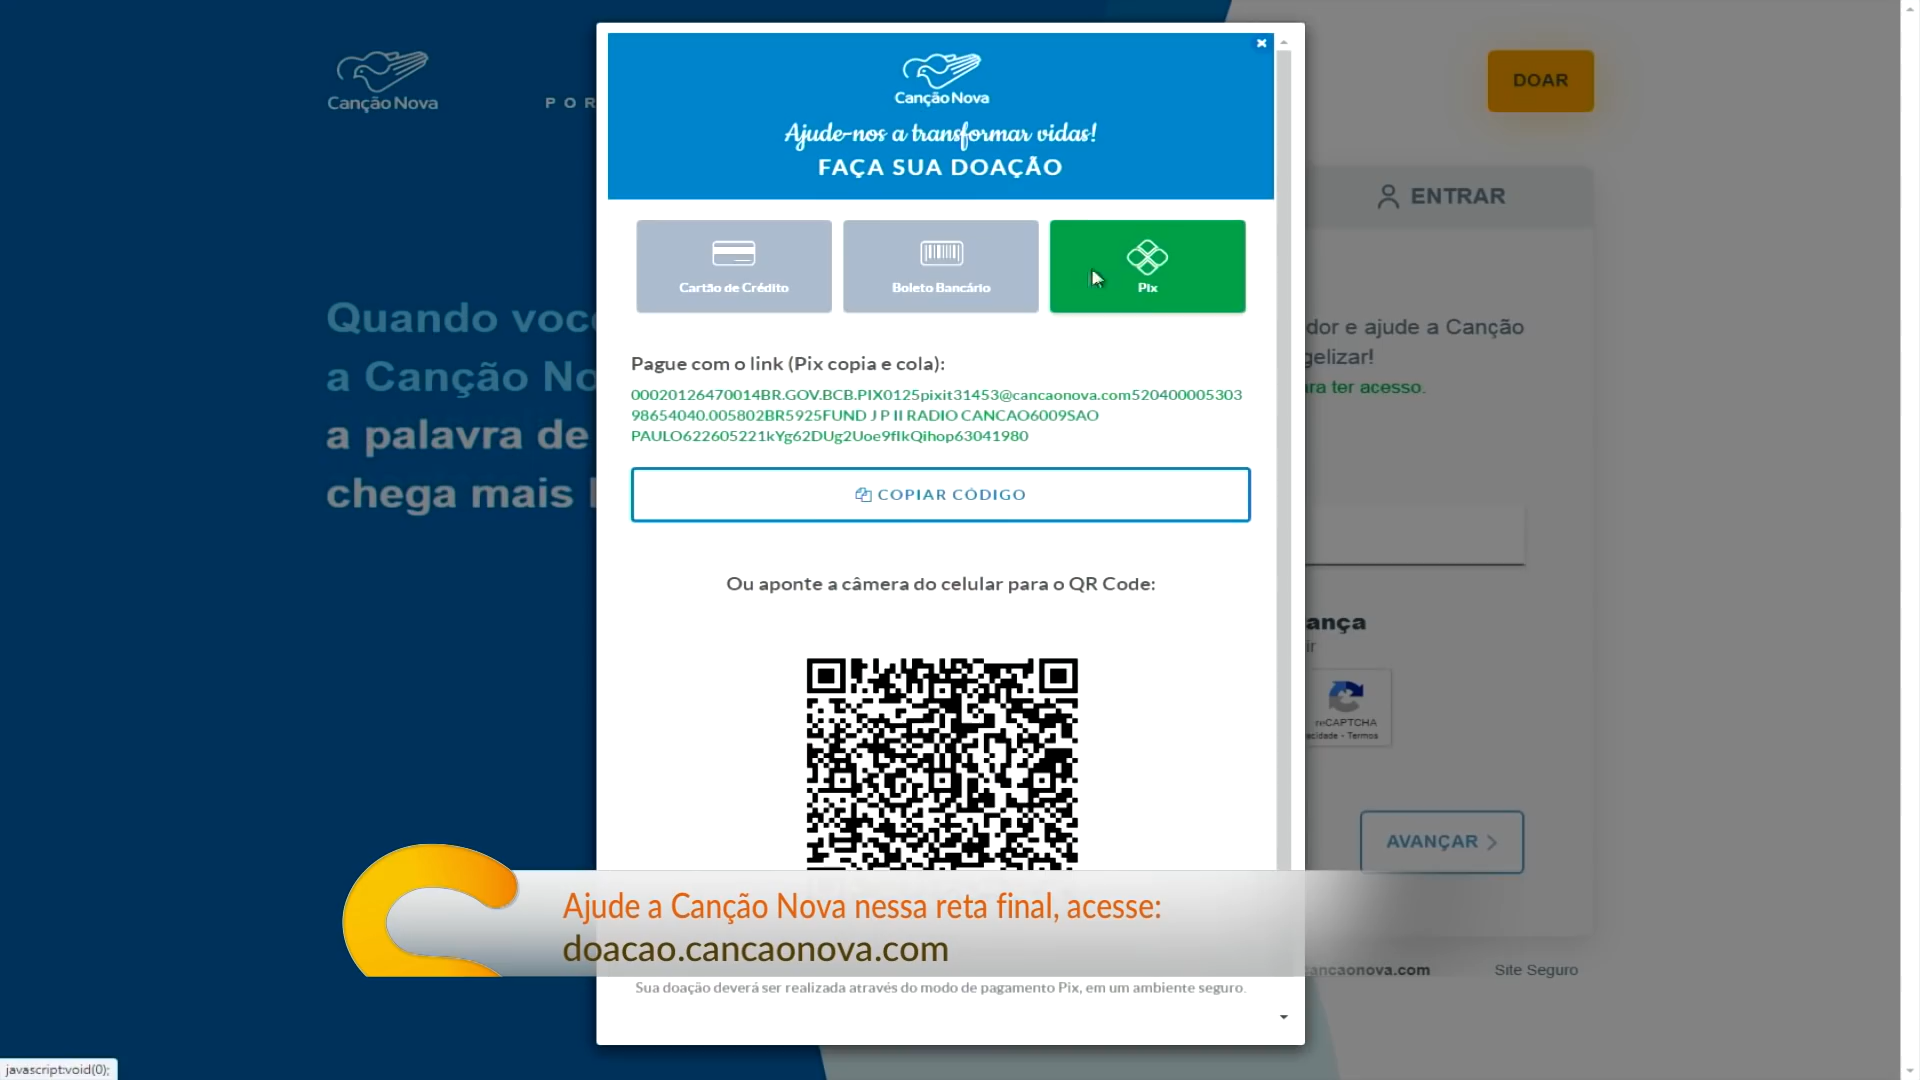 Canção Nova
POR
DOAR
ENTRAR
Quando você
a Canção No
a palavra de
chega mais l
dor e ajude a Canção
gelizar!
ra ter acesso.
ança
ir
reCAPTCHA
acidade - Termos
AVANÇAR
ancaonova.com
Site Seguro
Canção Nova
Ajude-nos a transformar vidas!
FAÇA SUA DOAÇÃO
Cartão de Crédito
Boleto Bancário
Pix
Pague com o link (Pix copia e cola):
00020126470014BR.GOV.BCB.PIX0125pixit31453@cancaonova.com520400005303
98654040.005802BR5925FUND J P II RADIO CANCAO6009SAO
PAULO622605221kYg62DUg2Uoe9fIkQihop63041980
COPIAR CÓDIGO
Ou aponte a câmera do celular para o QR Code:
Ajude a Canção Nova nessa reta final, acesse:
doacao.cancaonova.com
Sua doação deverá ser realizada através do modo de pagamento Pix, em um ambiente seguro.
javascript:void(0);